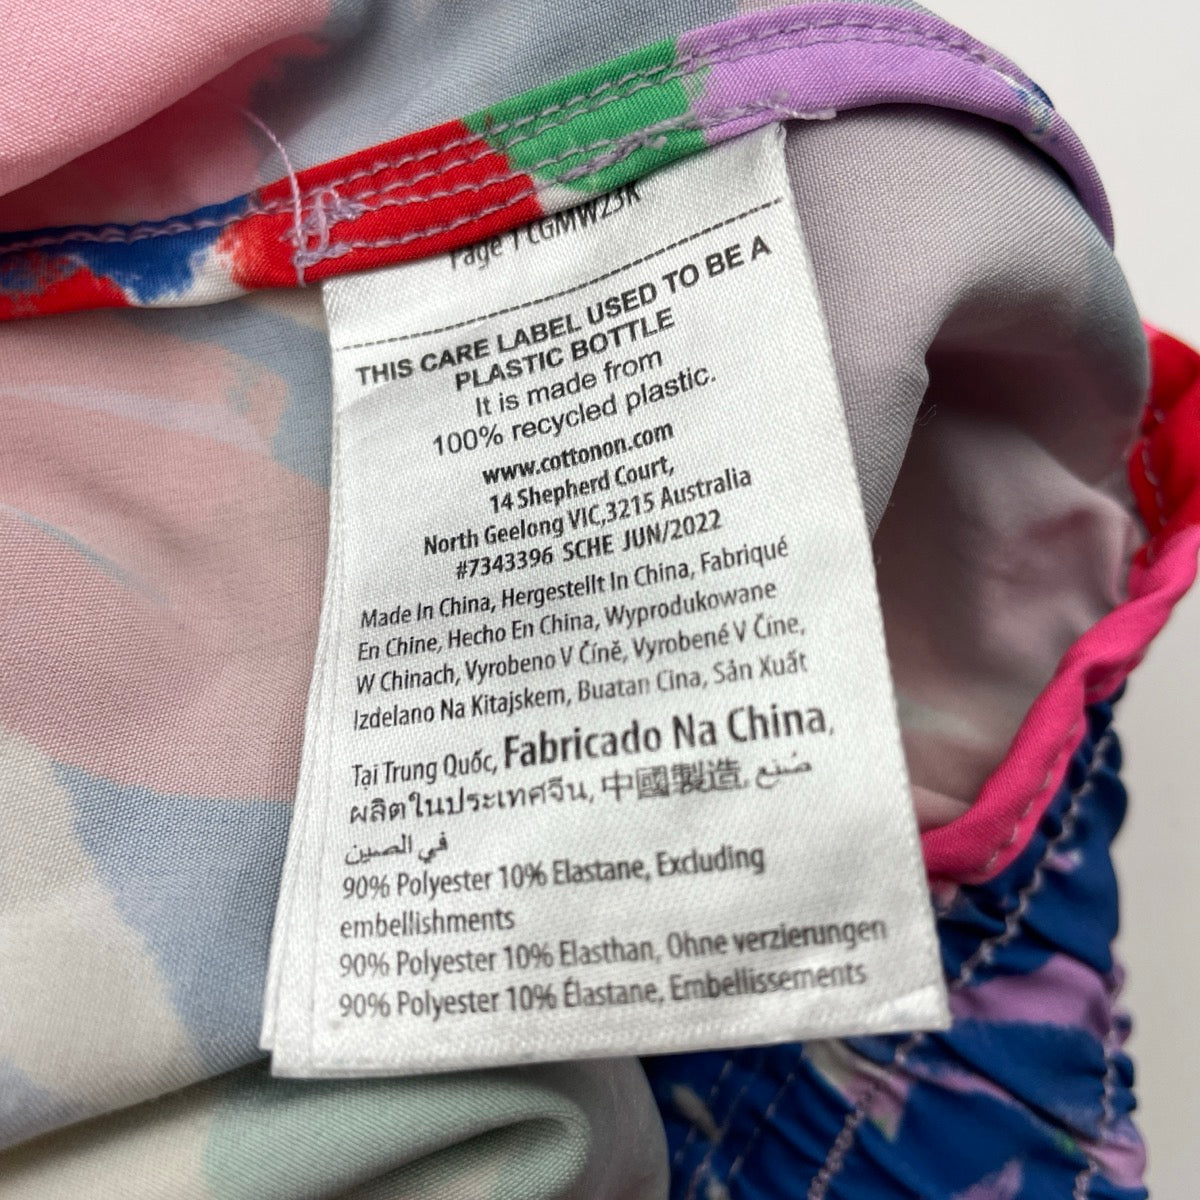 Page 1 CGMW23K
THIS CARE LABEL USED TO BE A
PLASTIC BOTTLE
It is made from
100% recycled plastic.
www.cottonon.com
14 Shepherd Court,
North Geelong VIC,3215 Australia
#7343396 SCHE JUN/2022
Made In China, Hergestellt In China, Fabriqué
En Chine, Hecho En China, Wyprodukowane
W Chinach, Vyrobeno V Číně, Vyrobené V Číne,
Izdelano Na Kitajskem, Buatan Cina, Sản Xuất
Tại Trung Quốc, Fabricado Na China,
ผลิตในประเทศจีน, 中國製造, صنع
في الصين
90% Polyester 10% Elastane, Excluding
embellishments
90% Polyester 10% Elasthan, Ohne verzierungen
90% Polyester 10% Élastane, Embellissements